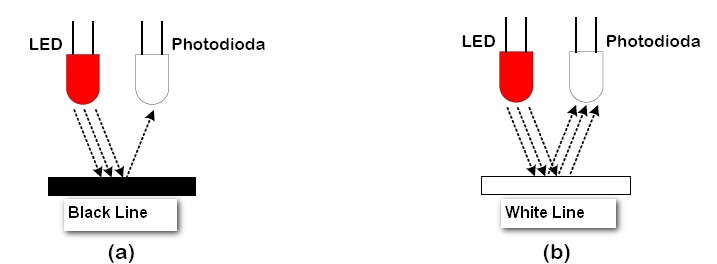 LED
Photodioda
Black Line
(a)
LED
Photodioda
White Line
(b)